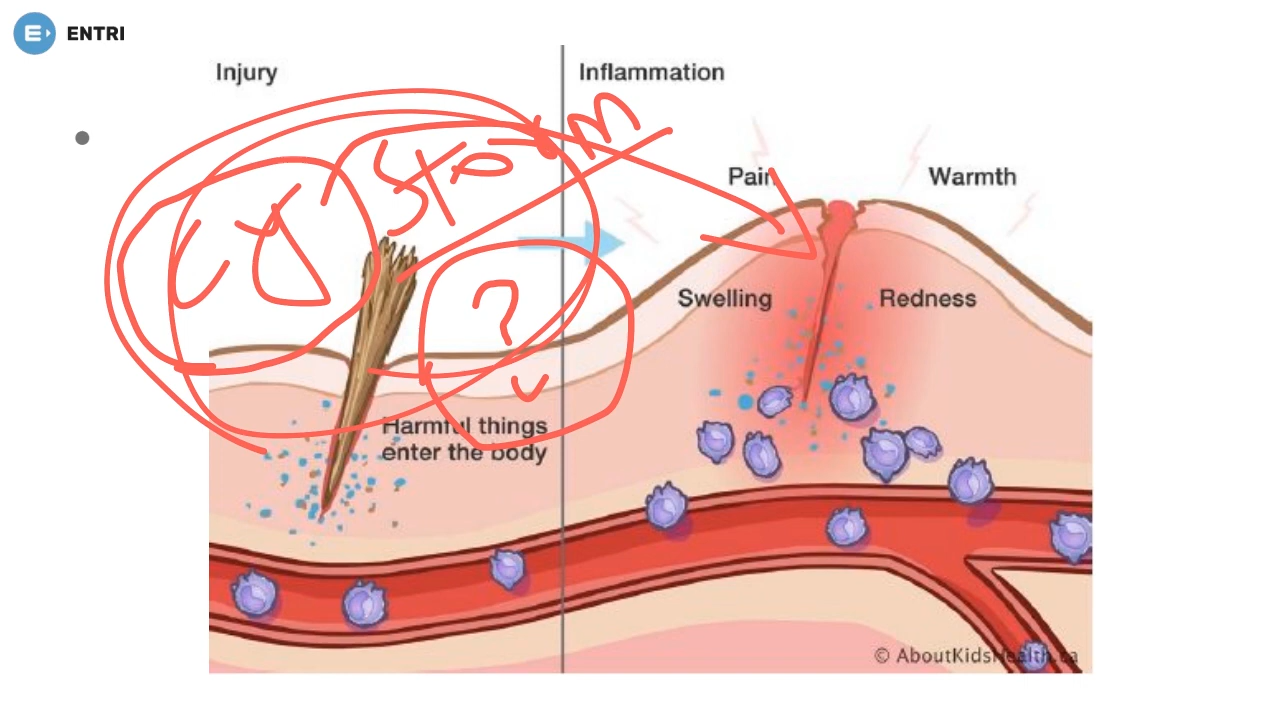 ENTRI
Injury
Inflammation
Cy Storm
Pain
Warmth
?
Swelling
Redness
Harmful things
enter the body
© AboutKidsHealth.ca